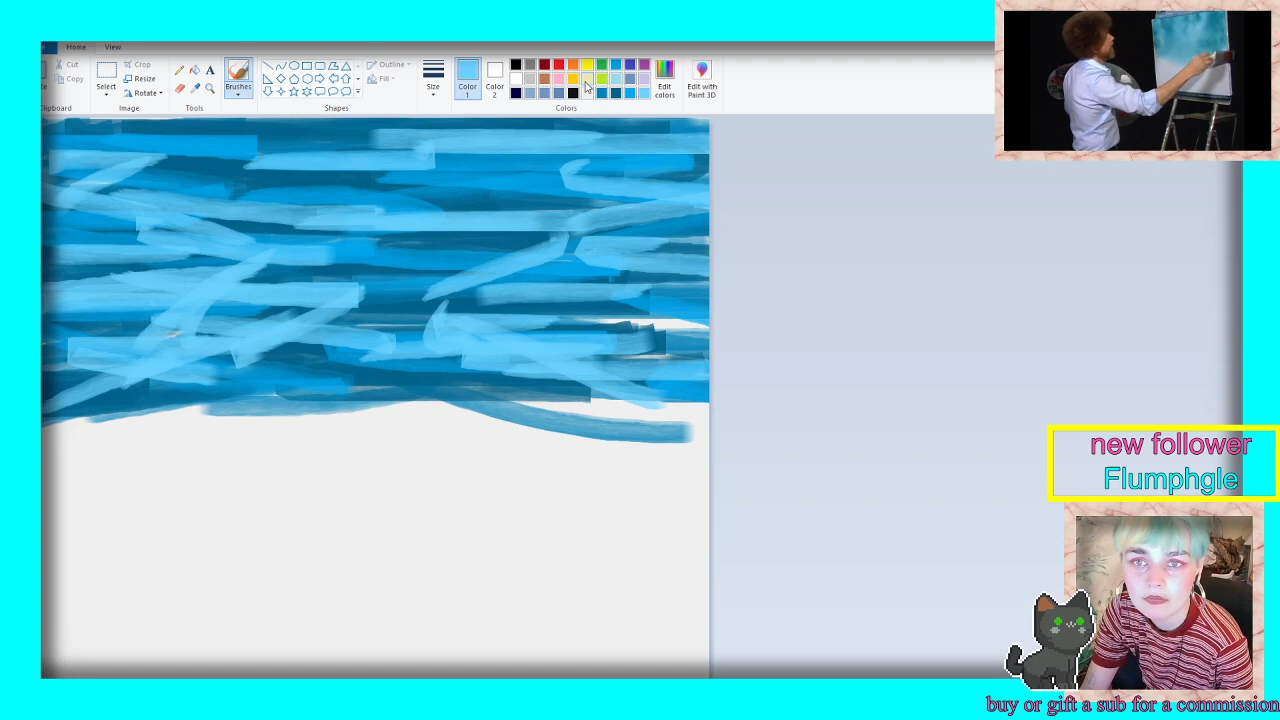 Home View
Cut
Copy
Clipboard
Select
Crop
Resize
Rotate
Image
Tools
Brushes
Shapes
Outline
Fill
Size
Color 1
Color 2
Colors
Edit colors
Edit with Paint 3D
new follower
Flumphgle
buy or gift a sub for a commission